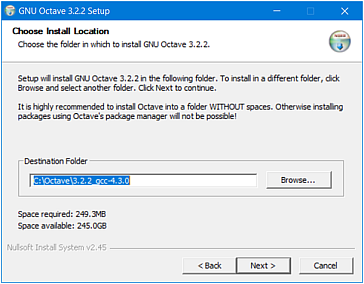 GNU Octave 3.2.2 Setup
Choose Install Location
Choose the folder in which to install GNU Octave 3.2.2.
Setup will install GNU Octave 3.2.2 in the following folder. To install in a different folder, click
Browse and select another folder. Click Next to continue.
It is highly recommended to install Octave into a folder WITHOUT spaces. Otherwise installing
packages using Octave's package manager will not be possible!
Destination Folder
C:\Octave\3.2.2_gcc-4.3.0
Browse...
Space required: 249.3MB
Space available: 245.0GB
Nullsoft Install System v2.45
< Back
Next >
Cancel